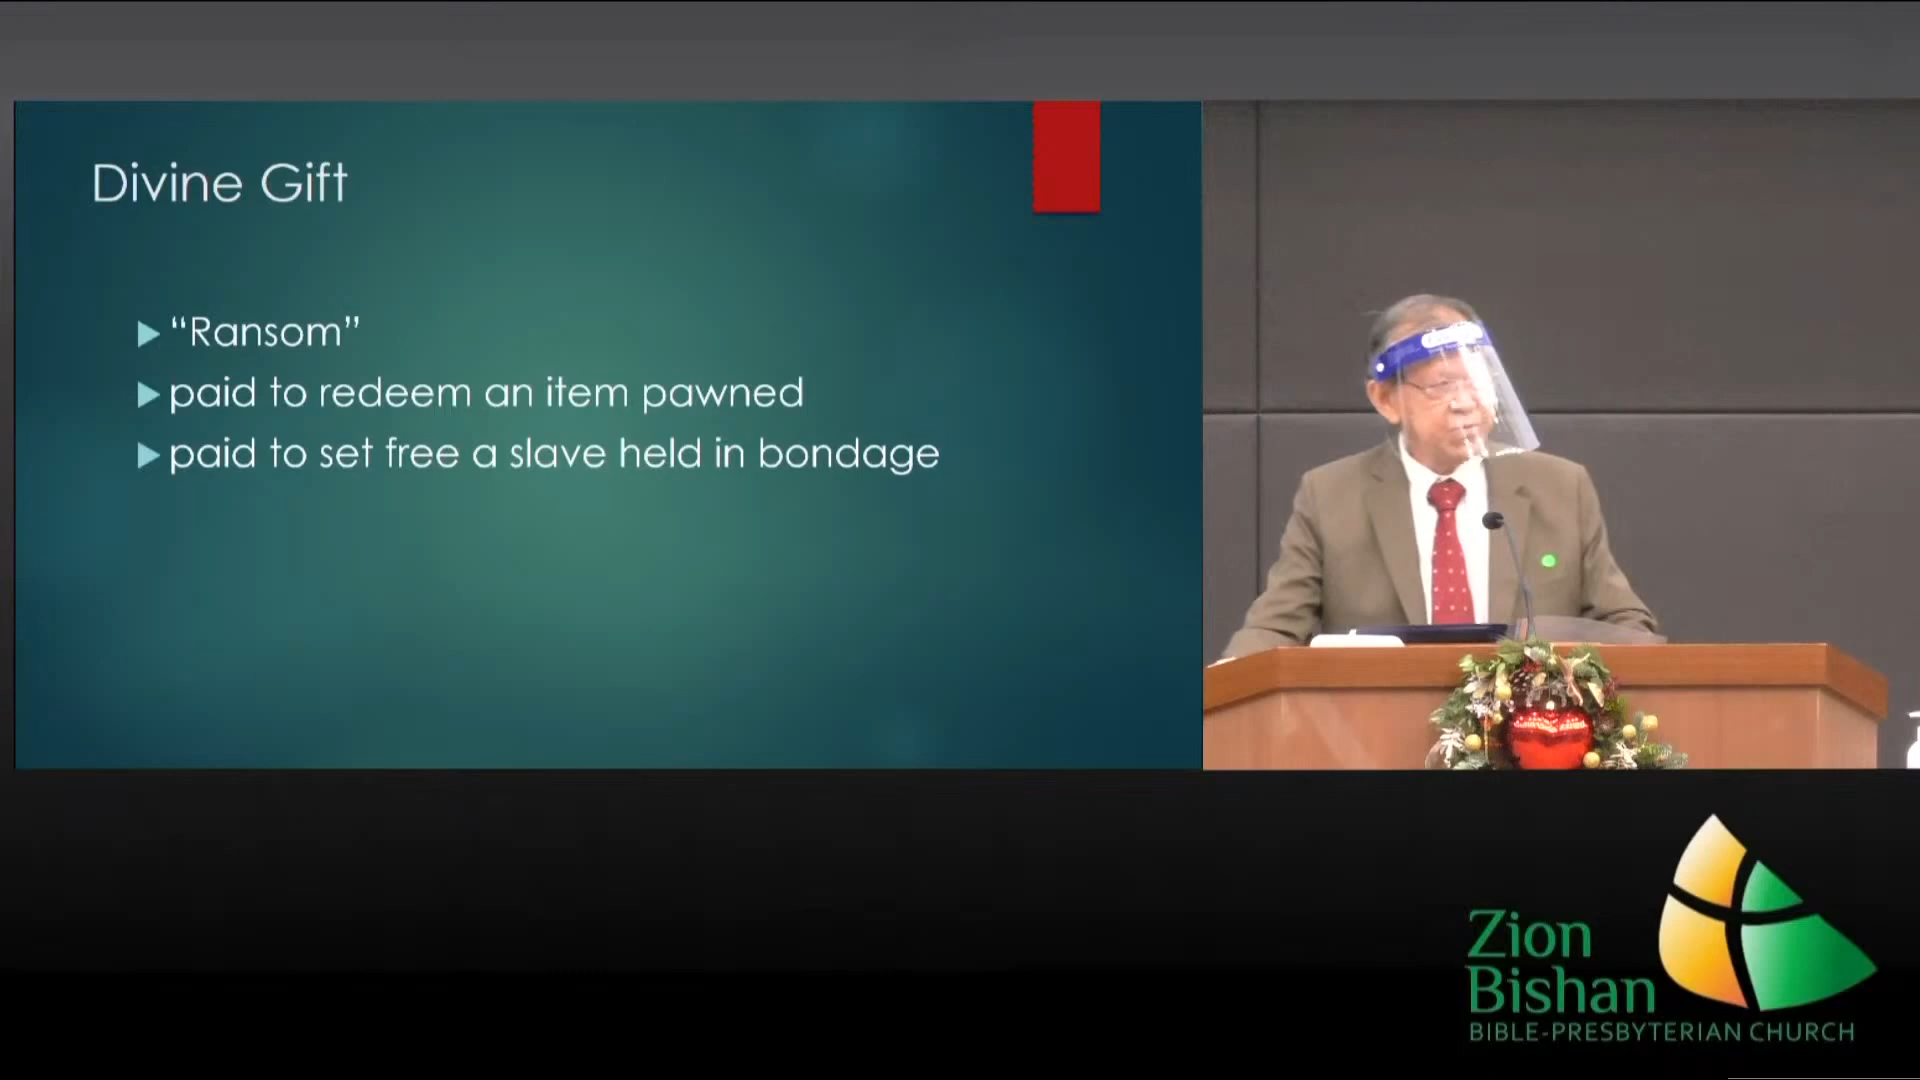 Divine Gift
“Ransom”
paid to redeem an item pawned
paid to set free a slave held in bondage
Zion
Bishan
BIBLE-PRESBYTERIAN CHURCH